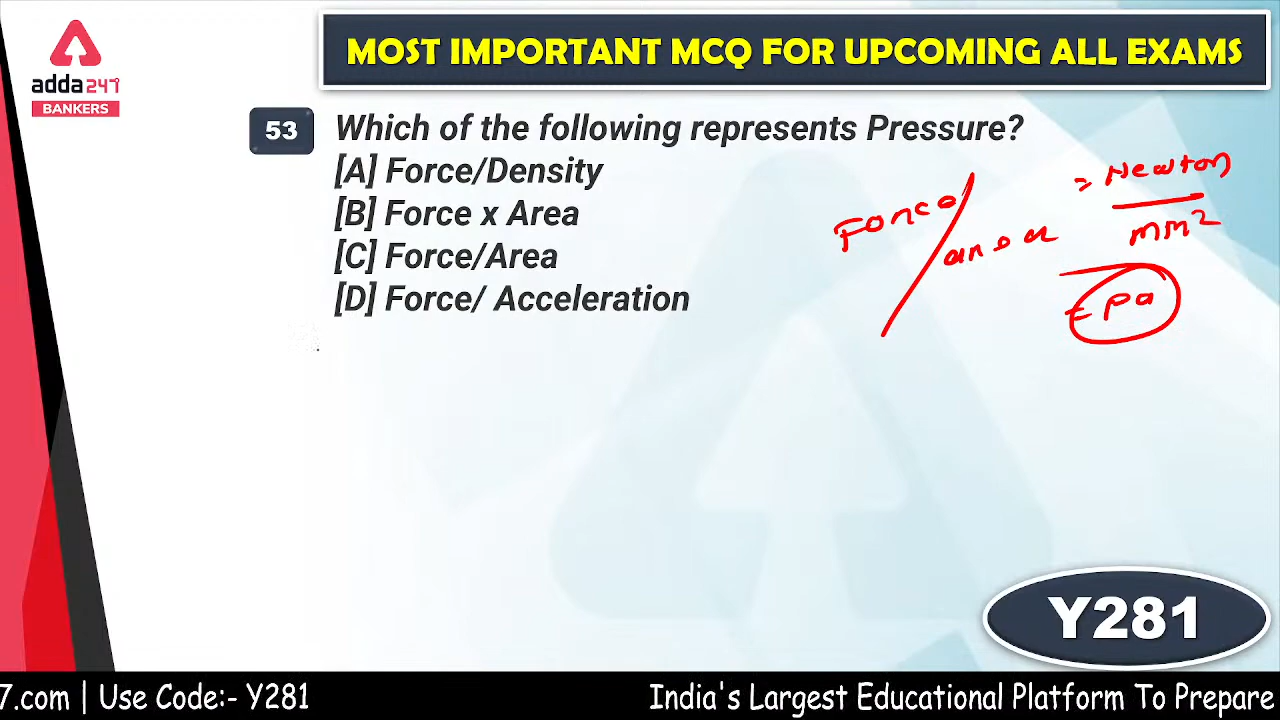 MOST IMPORTANT MCQ FOR UPCOMING ALL EXAMS
adda247
BANKERS
53 Which of the following represents Pressure?
[A] Force/Density
[B] Force x Area
[C] Force/Area
[D] Force/ Acceleration
Force/area
= Newton
mm2
= Pa
Y281
7.com | Use Code:- Y281
India's Largest Educational Platform To Prepare